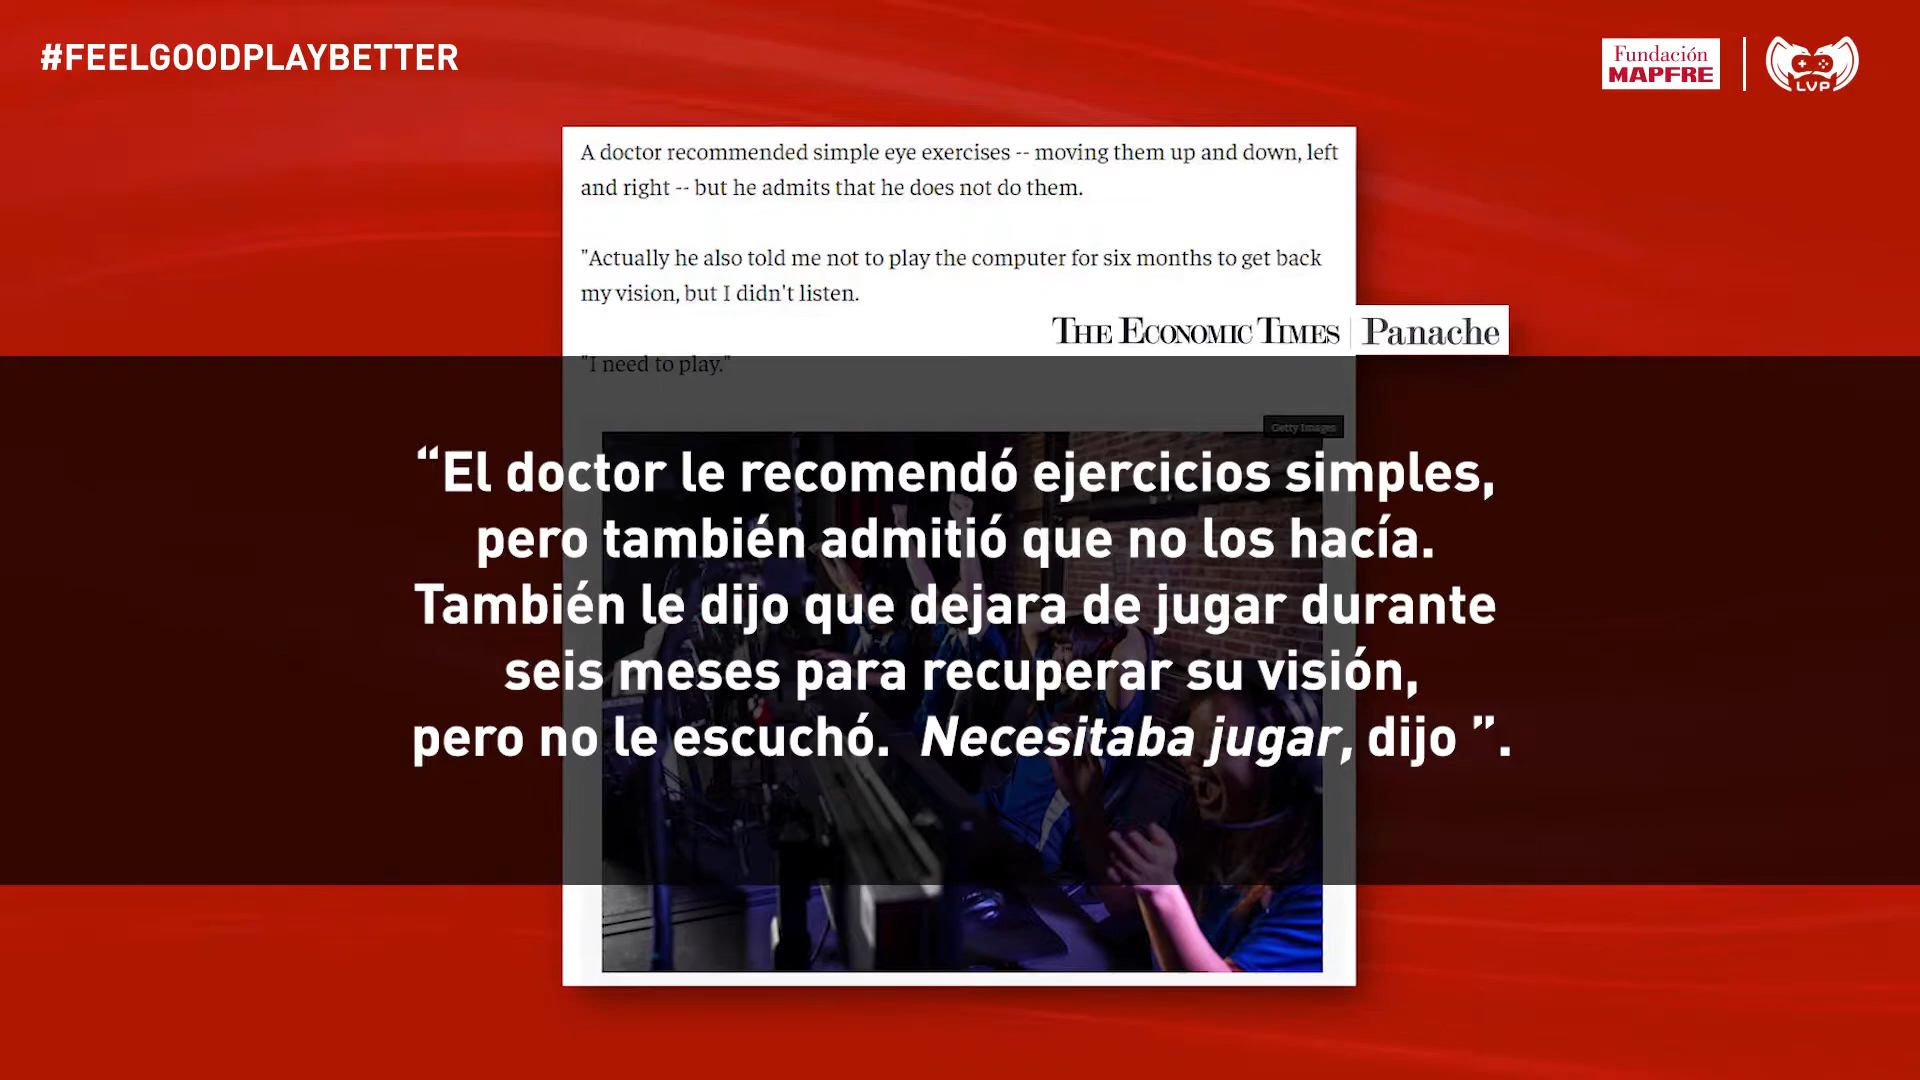 #FEELGOODPLAYBETTER
Fundación
MAPFRE
LVP
A doctor recommended simple eye exercises -- moving them up and down, left
and right -- but he admits that he does not do them.
"Actually he also told me not to play the computer for six months to get back
my vision, but I didn't listen.
THE ECONOMIC TIMES | Panache
"I need to play."
Getty Images
“El doctor le recomendó ejercicios simples,
pero también admitió que no los hacía.
También le dijo que dejara de jugar durante
seis meses para recuperar su visión,
pero no le escuchó. Necesitaba jugar, dijo ”.